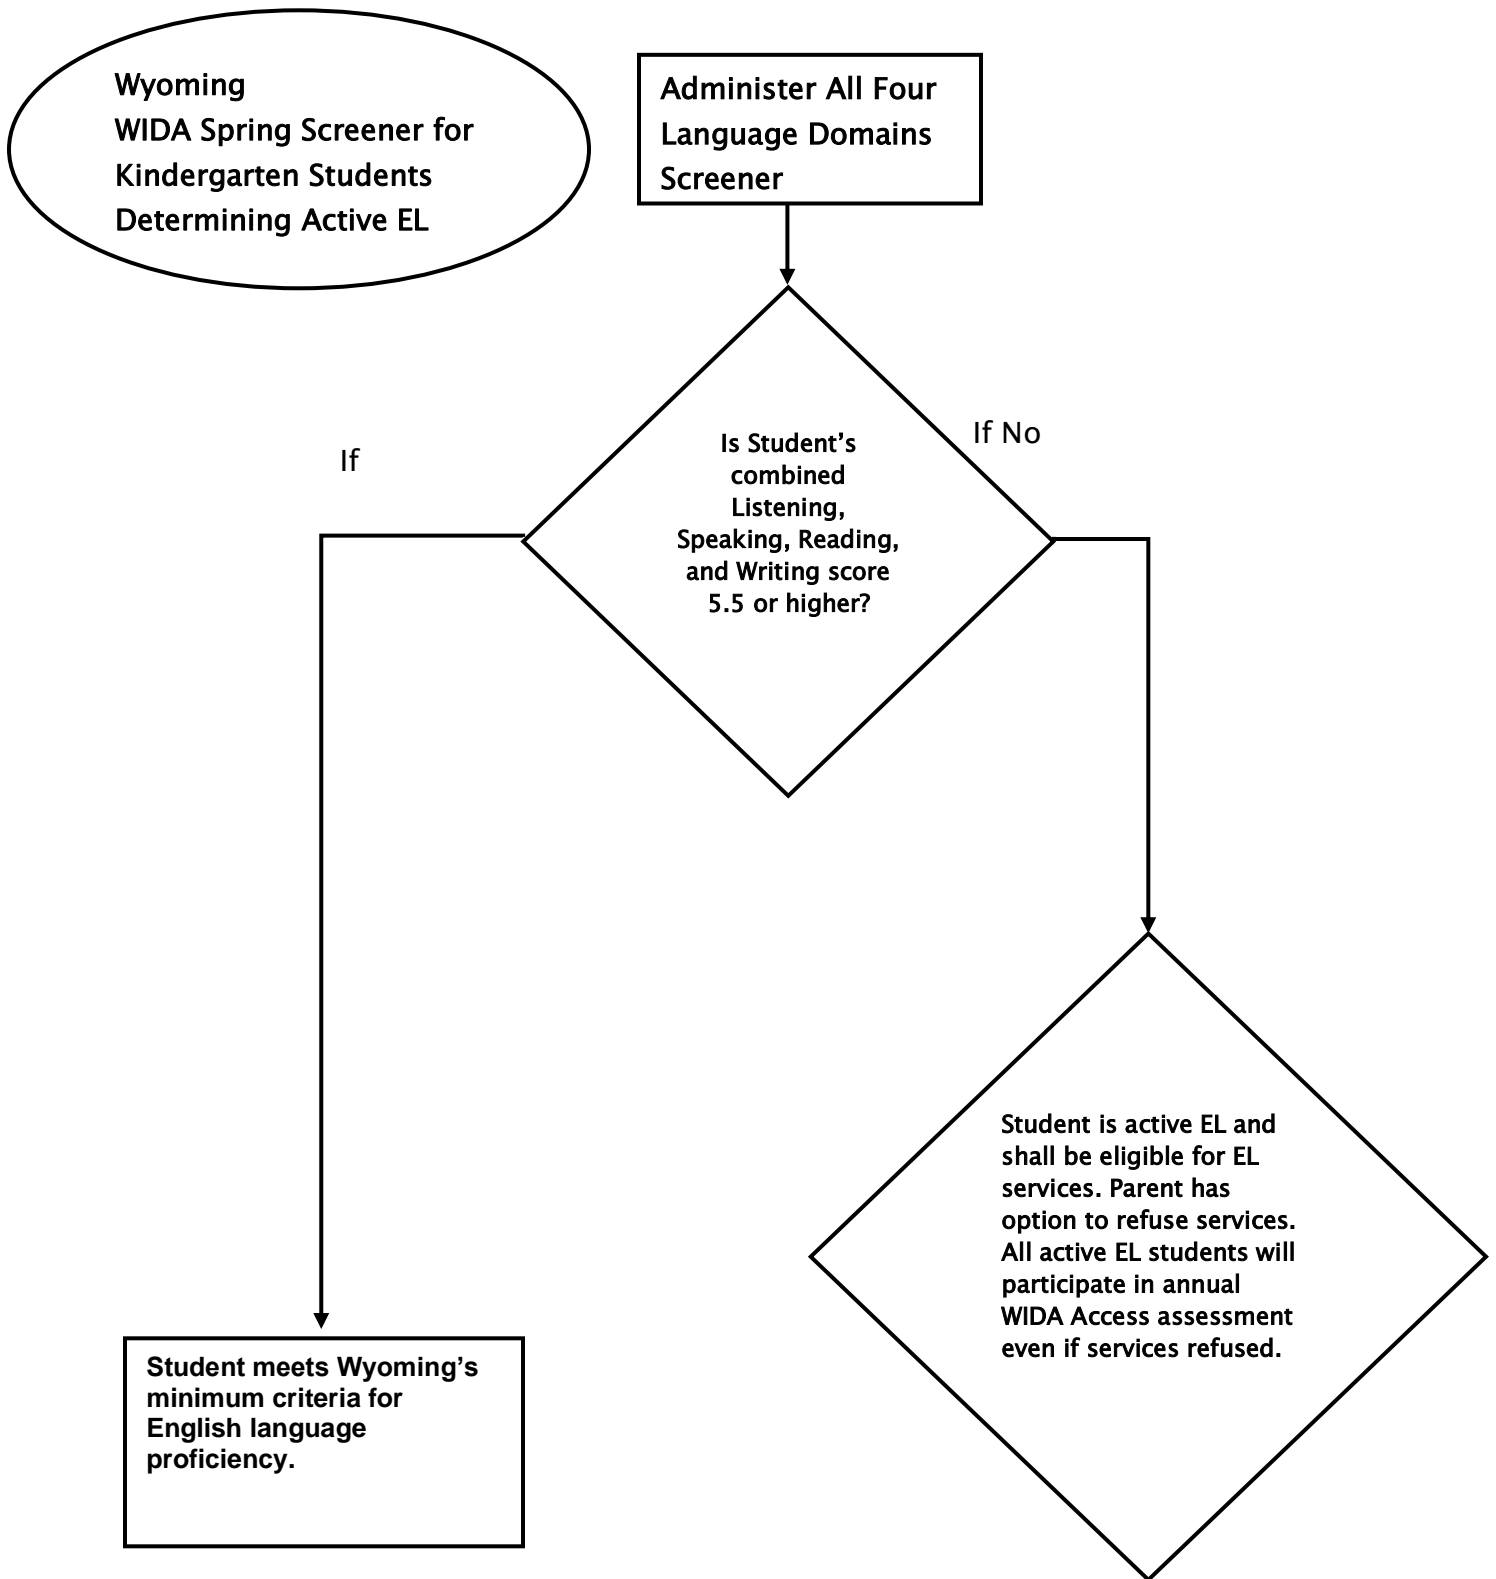 Wyoming
WIDA Spring Screener for
Kindergarten Students
Determining Active EL
Administer All Four
Language Domains
Screener
If
Is Student’s
combined
Listening,
Speaking, Reading,
and Writing score
5.5 or higher?
If No
Student is active EL and
shall be eligible for EL
services. Parent has
option to refuse services.
All active EL students will
participate in annual
WIDA Access assessment
even if services refused.
Student meets Wyoming’s
minimum criteria for
English language
proficiency.